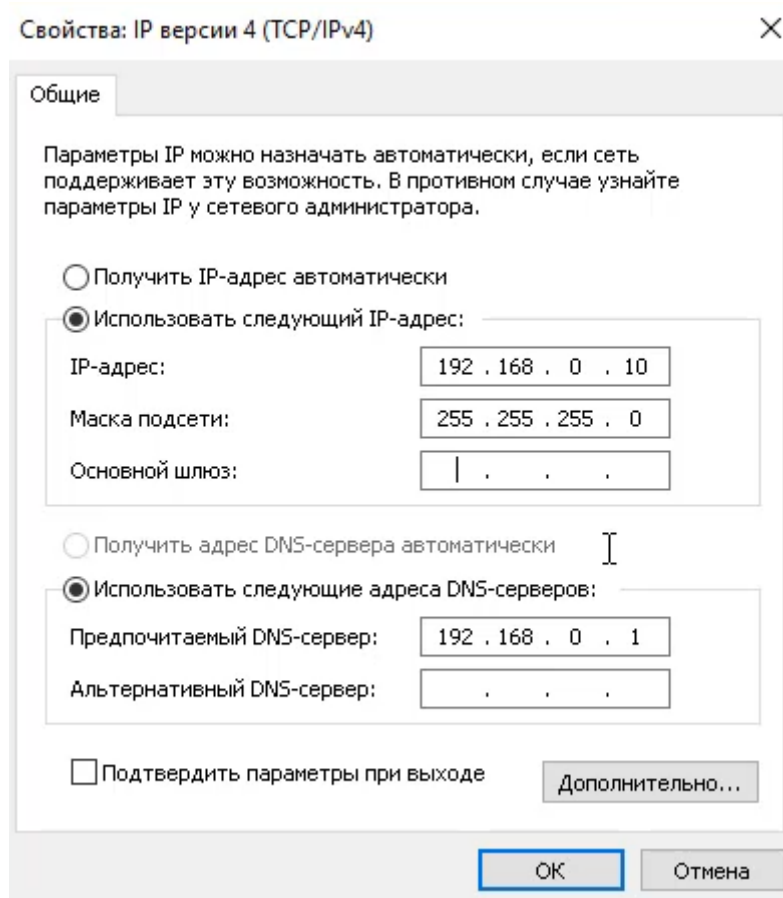 Свойства: IP версии 4 (TCP/IPv4)
Общие
Параметры IP можно назначать автоматически, если сеть
поддерживает эту возможность. В противном случае узнайте
параметры IP у сетевого администратора.
Получить IP-адрес автоматически
Использовать следующий IP-адрес:
IP-адрес: 192 . 168 . 0 . 10
Маска подсети: 255 . 255 . 255 . 0
Основной шлюз: . . .
Получить адрес DNS-сервера автоматически
Использовать следующие адреса DNS-серверов:
Предпочитаемый DNS-сервер: 192 . 168 . 0 . 1
Альтернативный DNS-сервер: . . .
Подтвердить параметры при выходе
Дополнительно...
ОК Отмена